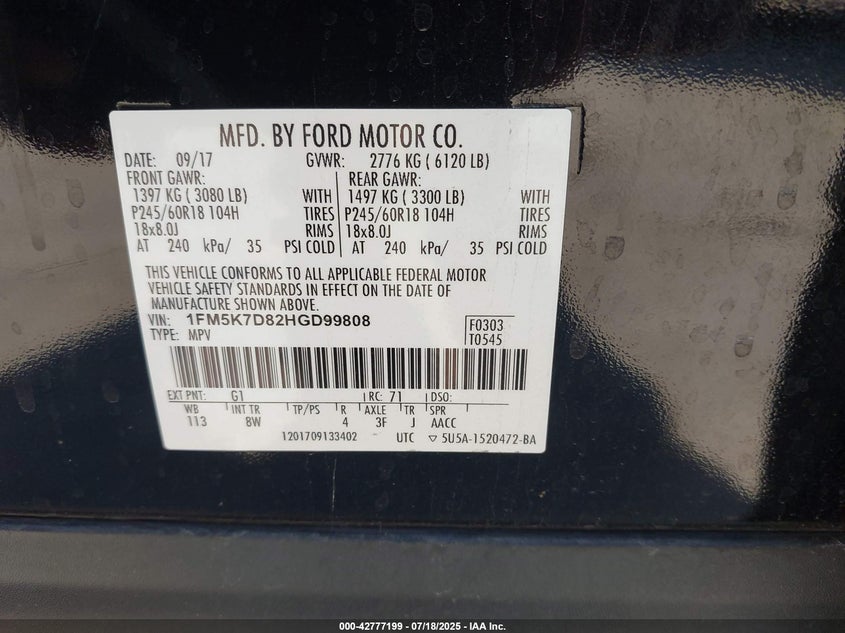 MFD. BY FORD MOTOR CO.
DATE: 09/17 GVWR: 2776 KG ( 6120 LB)
FRONT GAWR: REAR GAWR:
1397 KG ( 3080 LB) WITH 1497 KG ( 3300 LB) WITH
P245/60R18 104H TIRES P245/60R18 104H TIRES
18x8.0J RIMS 18x8.0J RIMS
AT 240 kPa/ 35 PSI COLD AT 240 kPa/ 35 PSI COLD
THIS VEHICLE CONFORMS TO ALL APPLICABLE FEDERAL MOTOR
VEHICLE SAFETY STANDARDS IN EFFECT ON THE DATE OF
MANUFACTURE SHOWN ABOVE.
VIN: 1FM5K7D82HGD99808 F0303
TYPE: MPV T0545
EXT PNT: G1 RC: 71 DSO:
WB INT TR TP/PS R AXLE TR SPR
113 8W 4 3F J AACC
1201709133402 UTC ▽ 5U5A-1520472-BA
000-42777199 / 07/18/2025 - IAA Inc.